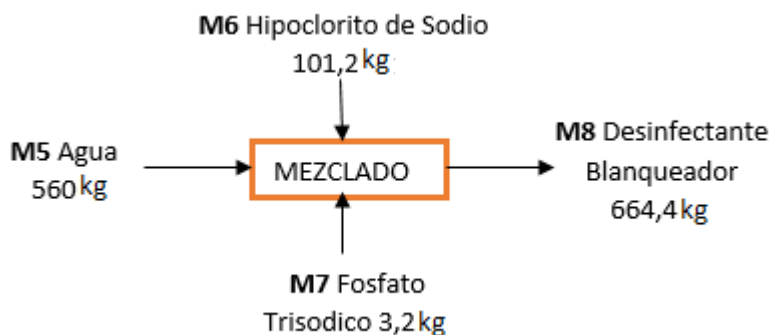 M6 Hipoclorito de Sodio
101,2 kg
M5 Agua
560 kg
MEZCLADO
M8 Desinfectante
Blanqueador
664,4 kg
M7 Fosfato
Trisodico 3,2 kg